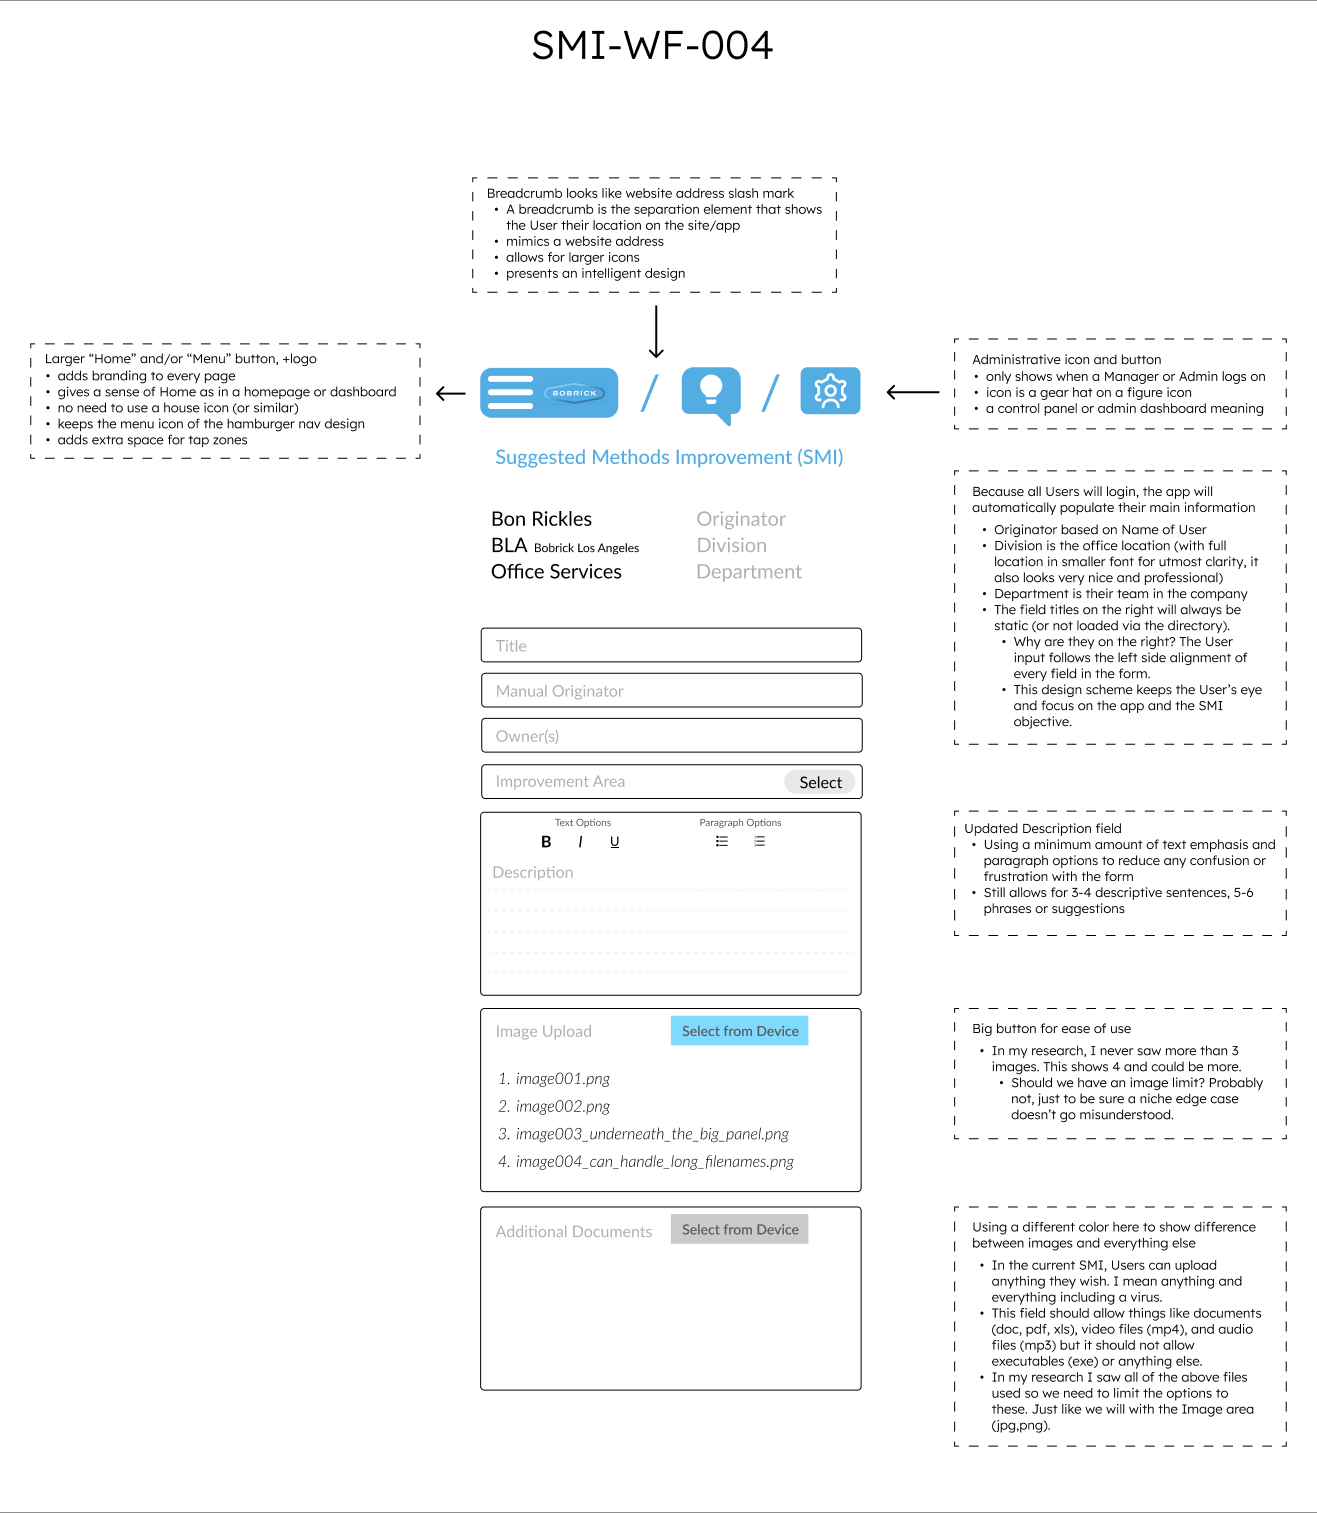 SMI-WF-004
Breadcrumb looks like website address slash mark
• A breadcrumb is the separation element that shows
the User their location on the site/app
• mimics a website address
• allows for larger icons
• presents an intelligent design
Larger “Home” and/or “Menu” button, +logo
• adds branding to every page
• gives a sense of Home as in a homepage or dashboard
• no need to use a house icon (or similar)
• keeps the menu icon of the hamburger nav design
• adds extra space for tap zones
BOBRICK / /
Administrative icon and button
• only shows when a Manager or Admin logs on
• icon is a gear hat on a figure icon
• a control panel or admin dashboard meaning
Suggested Methods Improvement (SMI)
Bon Rickles Originator
BLA Bobrick Los Angeles Division
Office Services Department
Because all Users will login, the app will
automatically populate their main information
• Originator based on Name of User
• Division is the office location (with full
location in smaller font for utmost clarity, it
also looks very nice and professional)
• Department is their team in the company
• The field titles on the right will always be
static (or not loaded via the directory).
• Why are they on the right? The User
input follows the left side alignment of
every field in the form.
• This design scheme keeps the User’s eye
and focus on the app and the SMI
objective.
Title
Manual Originator
Owner(s)
Improvement Area Select
Text Options Paragraph Options
B I U
Description
Updated Description field
• Using a minimum amount of text emphasis and
paragraph options to reduce any confusion or
frustration with the form
• Still allows for 3-4 descriptive sentences, 5-6
phrases or suggestions
Image Upload Select from Device
1. image001.png
2. image002.png
3. image003_underneath_the_big_panel.png
4. image004_can_handle_long_filenames.png
Big button for ease of use
• In my research, I never saw more than 3
images. This shows 4 and could be more.
• Should we have an image limit? Probably
not, just to be sure a niche edge case
doesn’t go misunderstood.
Additional Documents Select from Device
Using a different color here to show difference
between images and everything else
• In the current SMI, Users can upload
anything they wish. I mean anything and
everything including a virus.
• This field should allow things like documents
(doc, pdf, xls), video files (mp4), and audio
files (mp3) but it should not allow
executables (exe) or anything else.
• In my research I saw all of the above files
used so we need to limit the options to
these. Just like we will with the Image area
(jpg,png).